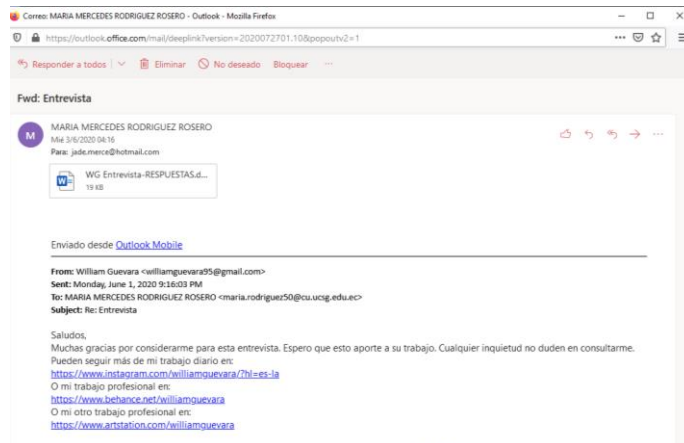 Correo: MARIA MERCEDES RODRIGUEZ ROSERO - Outlook - Mozilla Firefox
https://outlook.office.com/mail/deeplink?version=2020072701.10&popoutv2=1
Responder a todos Eliminar No deseado Bloquear ...
Fwd: Entrevista
M
MARIA MERCEDES RODRIGUEZ ROSERO
Mié 3/6/2020 04:16
Para: jade.merce@hotmail.com
WG Entrevista-RESPUESTAS.d...
19 KB
Enviado desde Outlook Mobile
From: William Guevara <williamguevara95@gmail.com>
Sent: Monday, June 1, 2020 9:16:03 PM
To: MARIA MERCEDES RODRIGUEZ ROSERO <maria.rodriguez50@cu.ucsg.edu.ec>
Subject: Re: Entrevista
Saludos,
Muchas gracias por considerarme para esta entrevista. Espero que esto aporte a su trabajo. Cualquier inquietud no duden en consultarme.
Pueden seguir más de mi trabajo diario en:
https://www.instagram.com/williamguevara/?hl=es-la
O mi trabajo profesional en:
https://www.behance.net/williamguevara
O mi otro trabajo profesional en:
https://www.artstation.com/williamguevara